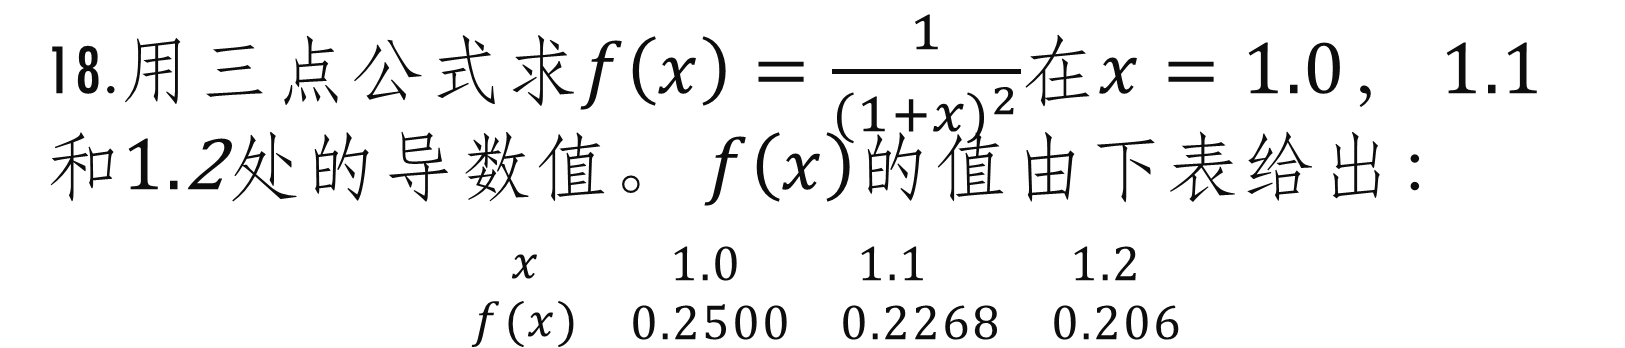 18.用三点公式求f(x) = 1/(1+x)² 在x = 1.0, 1.1
和1.2处的导数值。 f(x)的值由下表给出：
x 1.0 1.1 1.2
f(x) 0.2500 0.2268 0.206